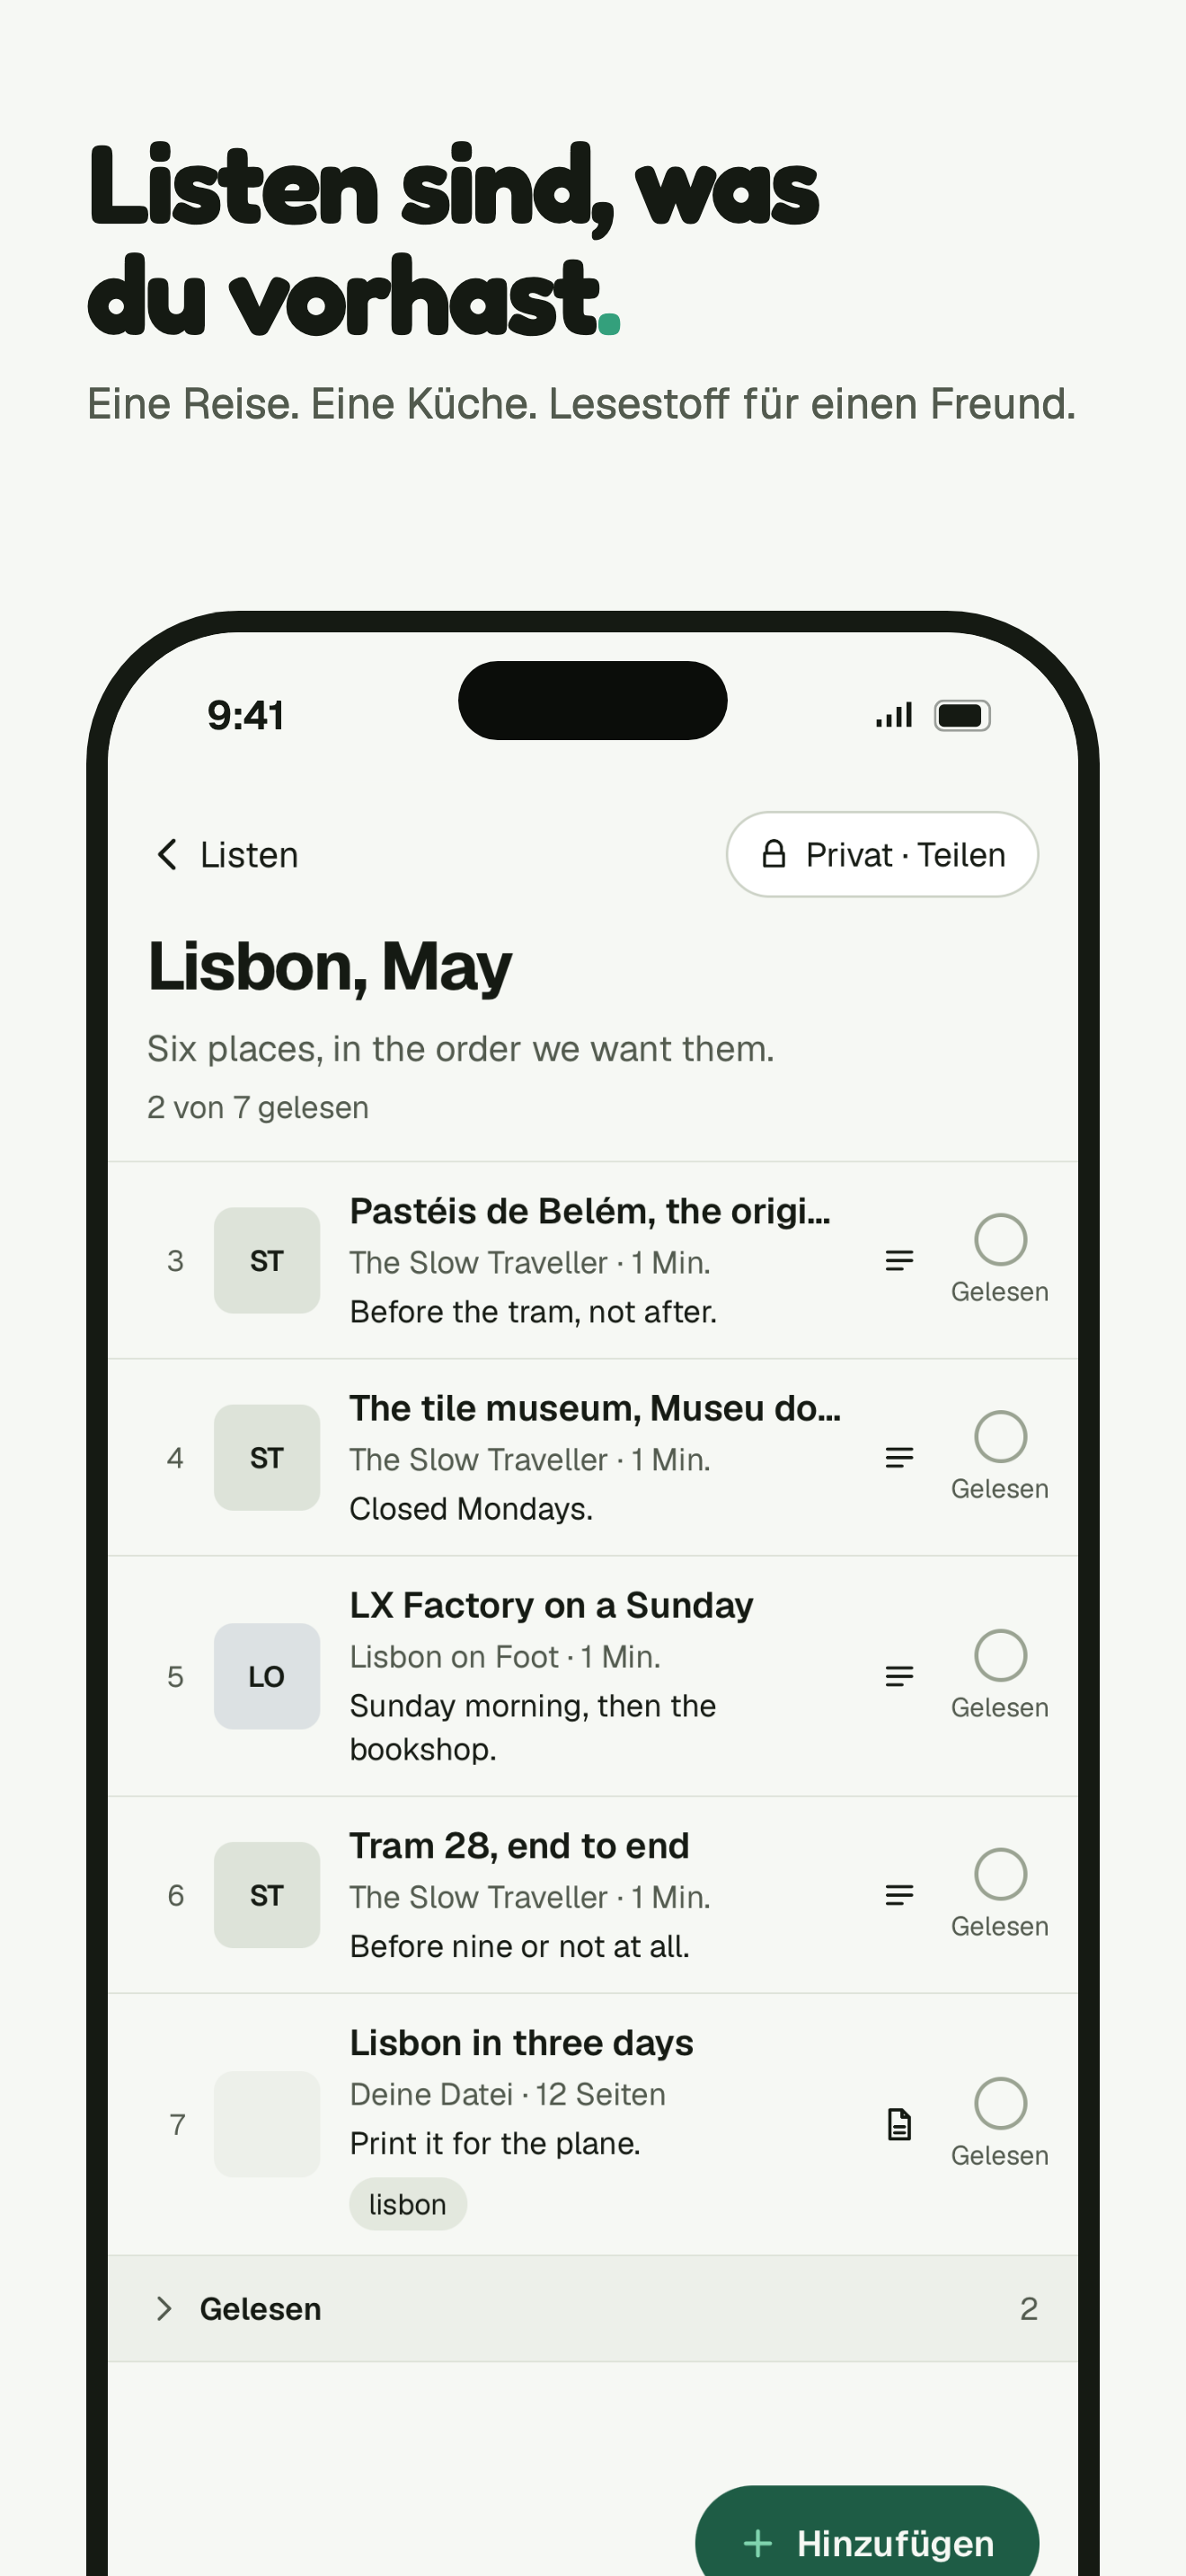 Listen sind, was
du vorhast.
Eine Reise. Eine Küche. Lesestoff für einen Freund.
9:41
Listen
Privat · Teilen
Lisbon, May
Six places, in the order we want them.
2 von 7 gelesen
3
ST
Pastéis de Belém, the origi...
The Slow Traveller · 1 Min.
Before the tram, not after.
Gelesen
4
ST
The tile museum, Museu do...
The Slow Traveller · 1 Min.
Closed Mondays.
Gelesen
5
LO
LX Factory on a Sunday
Lisbon on Foot · 1 Min.
Sunday morning, then the
bookshop.
Gelesen
6
ST
Tram 28, end to end
The Slow Traveller · 1 Min.
Before nine or not at all.
Gelesen
7
Lisbon in three days
Deine Datei · 12 Seiten
Print it for the plane.
lisbon
Gelesen
Gelesen
2
+ Hinzufügen